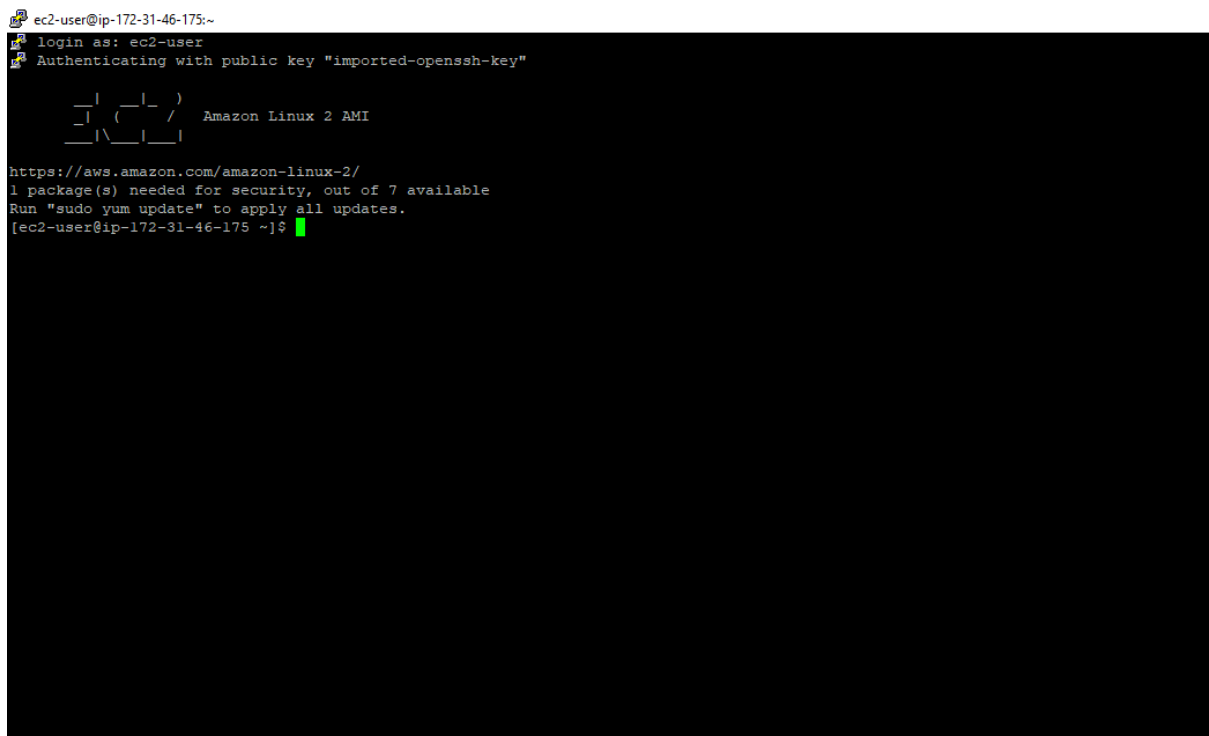 ec2-user@ip-172-31-46-175:~
login as: ec2-user
Authenticating with public key "imported-openssh-key"
       __|  __|_  )
       _|  (     /   Amazon Linux 2 AMI
      ___|\___|___|
https://aws.amazon.com/amazon-linux-2/
1 package(s) needed for security, out of 7 available
Run "sudo yum update" to apply all updates.
[ec2-user@ip-172-31-46-175 ~]$